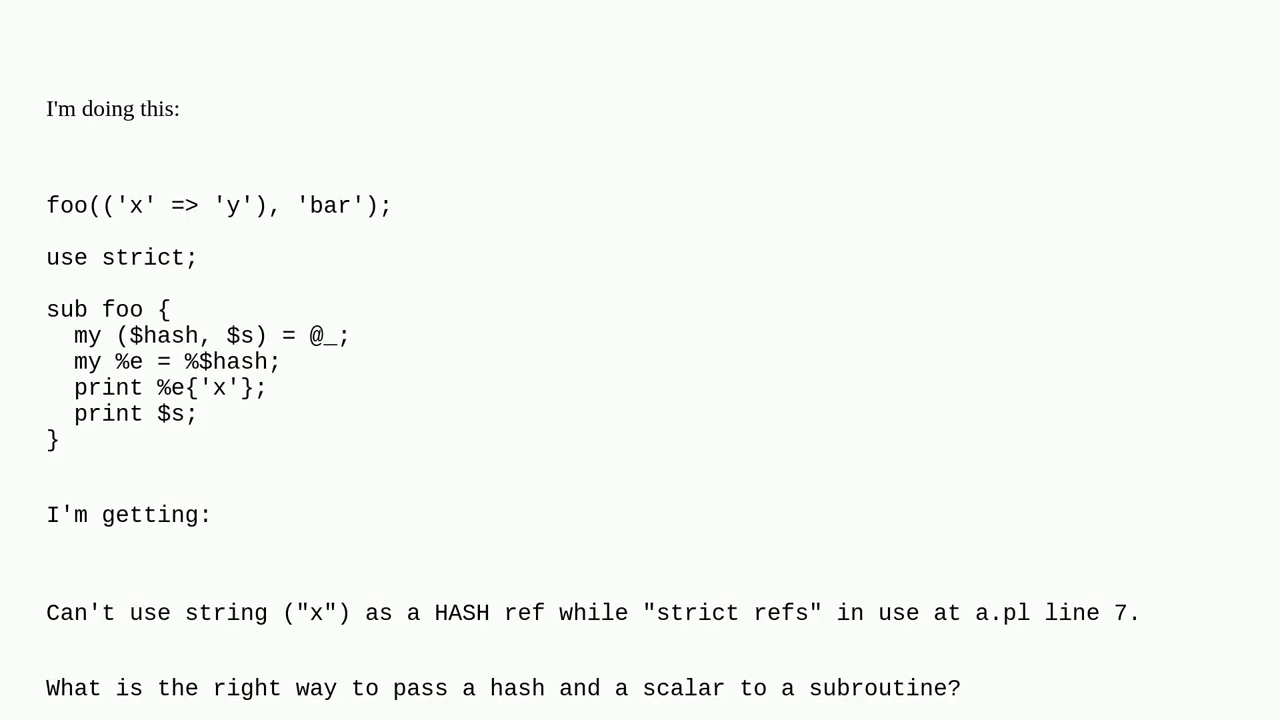 I'm doing this:
foo(('x' => 'y'), 'bar');
use strict;
sub foo {
  my ($hash, $s) = @_;
  my %e = %$hash;
  print %e{'x'};
  print $s;
}
I'm getting:
Can't use string ("x") as a HASH ref while "strict refs" in use at a.pl line 7.
What is the right way to pass a hash and a scalar to a subroutine?